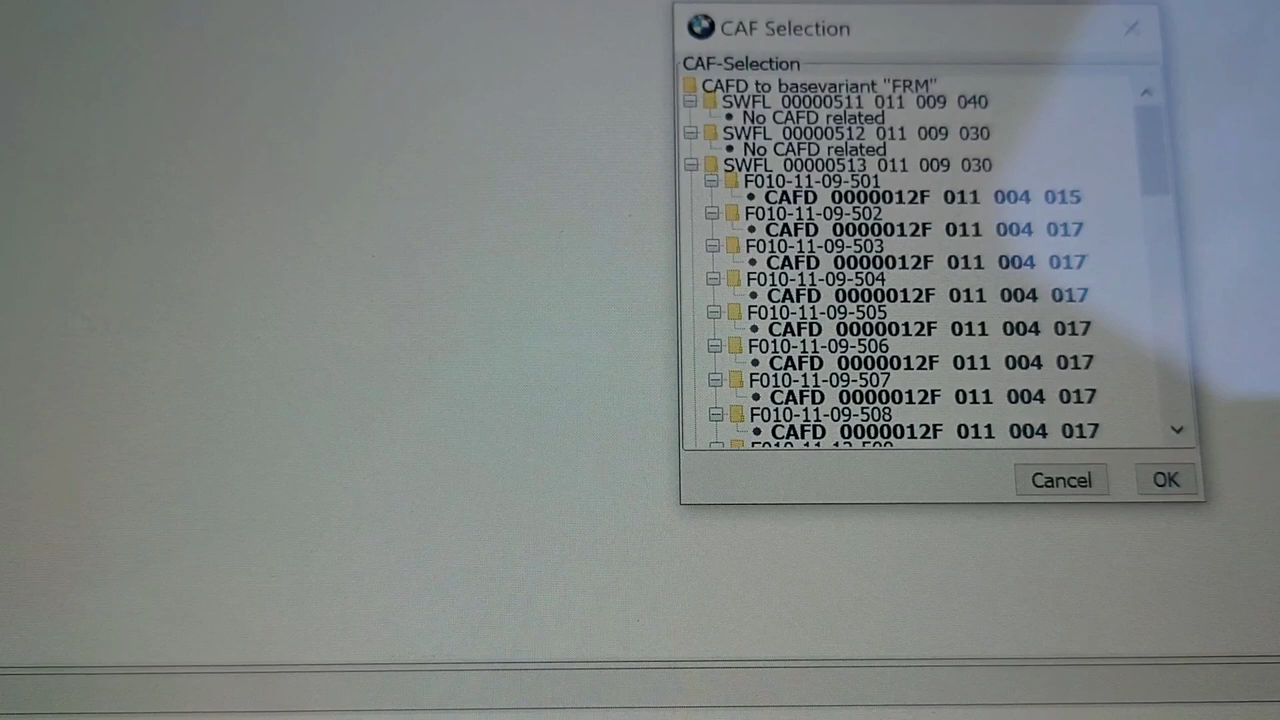 CAF Selection
CAF-Selection
CAFD to basevariant "FRM"
SWFL 00000511 011 009 040
No CAFD related
SWFL 00000512 011 009 030
No CAFD related
SWFL 00000513 011 009 030
F010-11-09-501
CAFD 0000012F 011 004 015
F010-11-09-502
CAFD 0000012F 011 004 017
F010-11-09-503
CAFD 0000012F 011 004 017
F010-11-09-504
CAFD 0000012F 011 004 017
F010-11-09-505
CAFD 0000012F 011 004 017
F010-11-09-506
CAFD 0000012F 011 004 017
F010-11-09-507
CAFD 0000012F 011 004 017
F010-11-09-508
CAFD 0000012F 011 004 017
Cancel OK